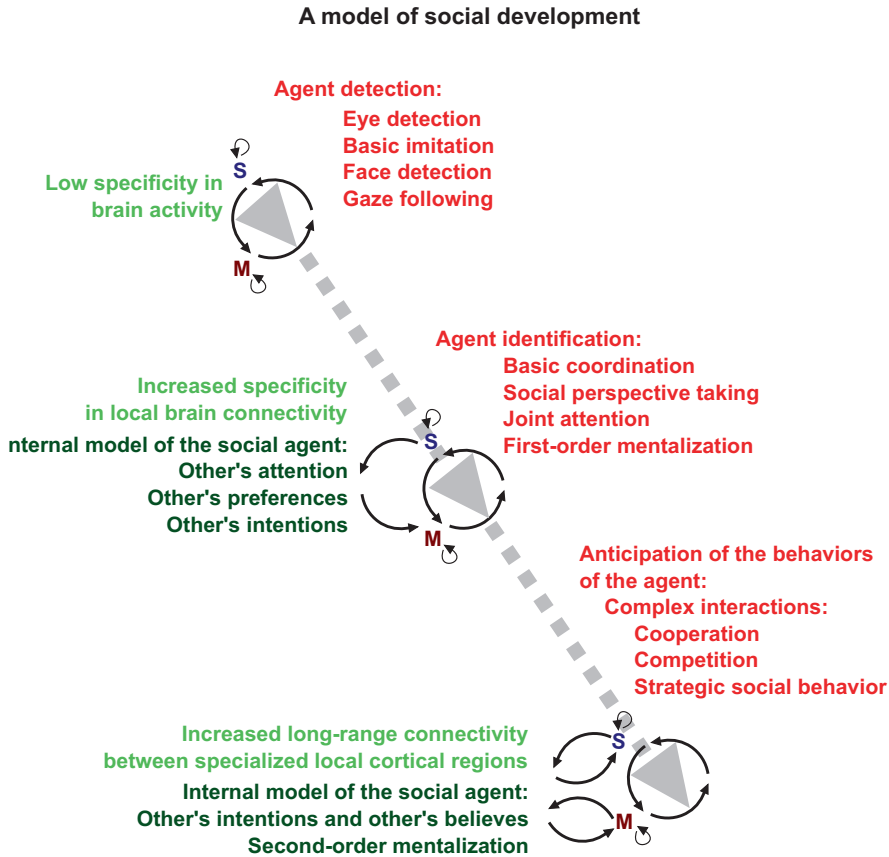 A model of social development
Agent detection:
Eye detection
Basic imitation
Face detection
Gaze following
S
Low specificity in
brain activity
M
Agent identification:
Basic coordination
Social perspective taking
Joint attention
First-order mentalization
Increased specificity
in local brain connectivity
nternal model of the social agent:
Other's attention
Other's preferences
Other's intentions
S
M
Anticipation of the behaviors
of the agent:
Complex interactions:
Cooperation
Competition
Strategic social behavior
Increased long-range connectivity
between specialized local cortical regions
Internal model of the social agent:
Other's intentions and other's believes
Second-order mentalization
S
M